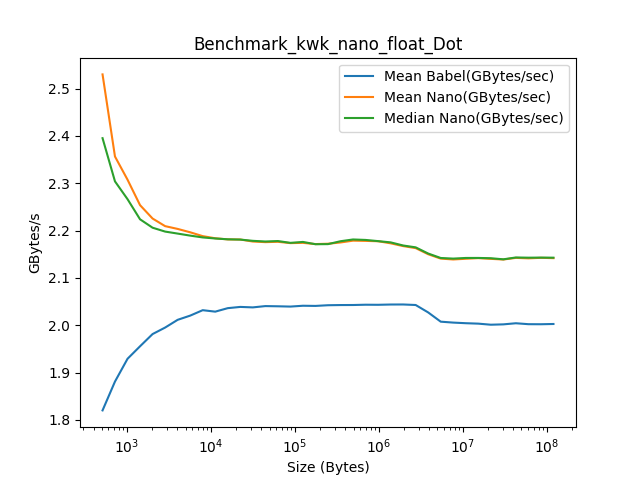 Benchmark_kwk_nano_float_Dot
Mean Babel(GBytes/sec)
Mean Nano(GBytes/sec)
Median Nano(GBytes/sec)
GBytes/s
2.5
2.4
2.3
2.2
2.1
2.0
1.9
1.8
10³ 10⁴ 10⁵ 10⁶ 10⁷ 10⁸
Size (Bytes)